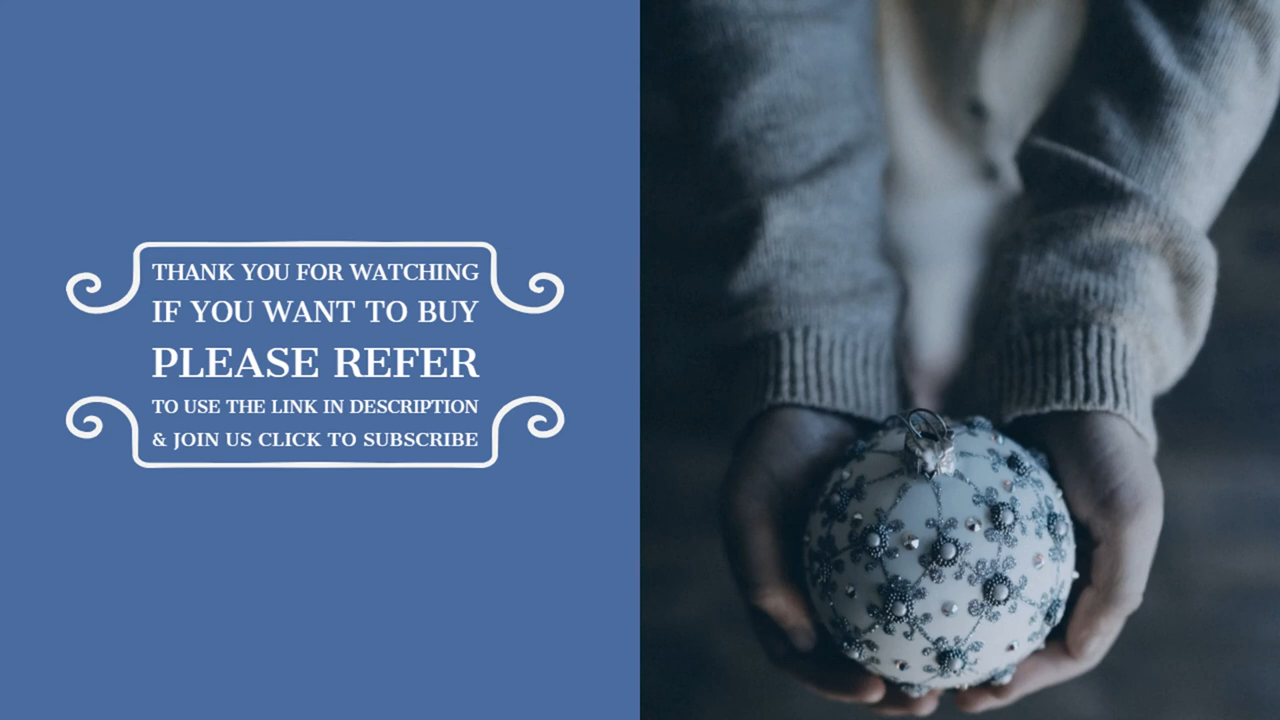 THANK YOU FOR WATCHING
IF YOU WANT TO BUY
PLEASE REFER
TO USE THE LINK IN DESCRIPTION
& JOIN US CLICK TO SUBSCRIBE